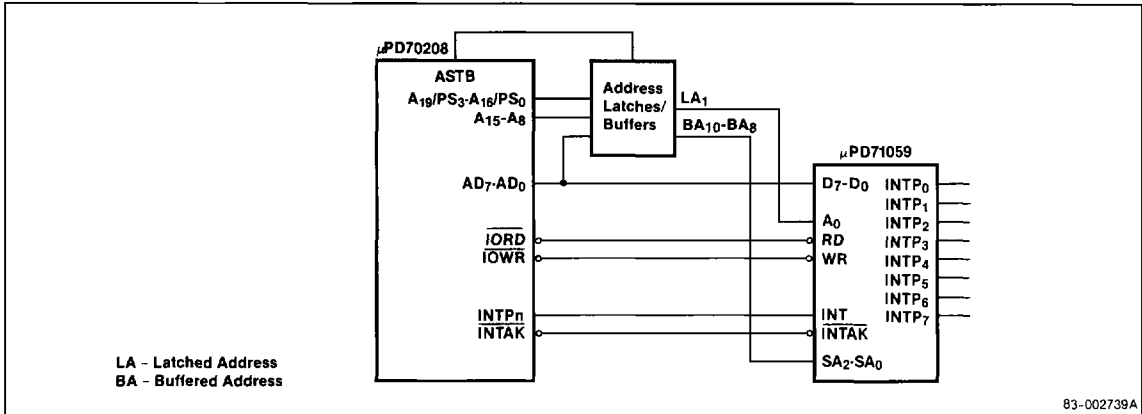 μPD70208
ASTB
A19/PS3-A16/PS0
A15-A8
AD7-AD0
IORD
IOWR
INTPn
INTAK
Address
Latches/
Buffers
LA1
BA10-BA8
μPD71059
D7-D0
A0
RD
WR
INT
INTAK
SA2-SA0
INTP0
INTP1
INTP2
INTP3
INTP4
INTP5
INTP6
INTP7
LA - Latched Address
BA - Buffered Address
83-002739A